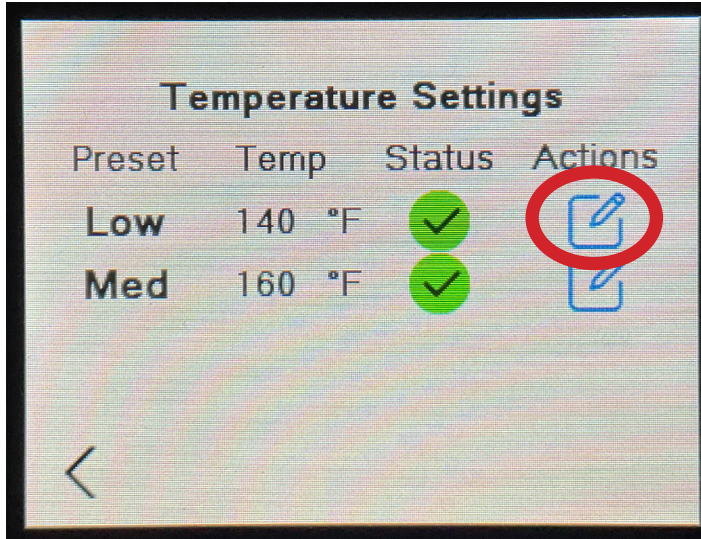 Temperature Settings
Preset Temp Status Actions
Low 140 °F
Med 160 °F